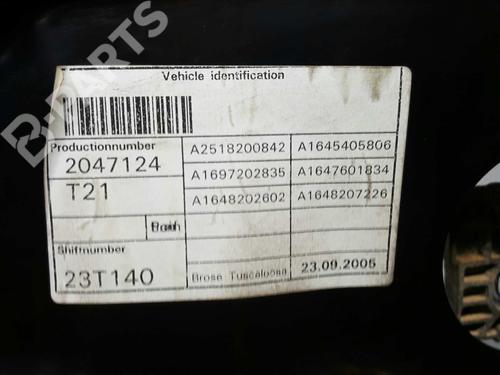 B-PARTS
Vehicle identification
Productionnumber
2047124
T21
A2518200842 A1645405806
A1697202835 A1647601834
A1648202602 A1648207226
Shiftnumber
23T140
Brose Tuscaloosa 23.09.2005